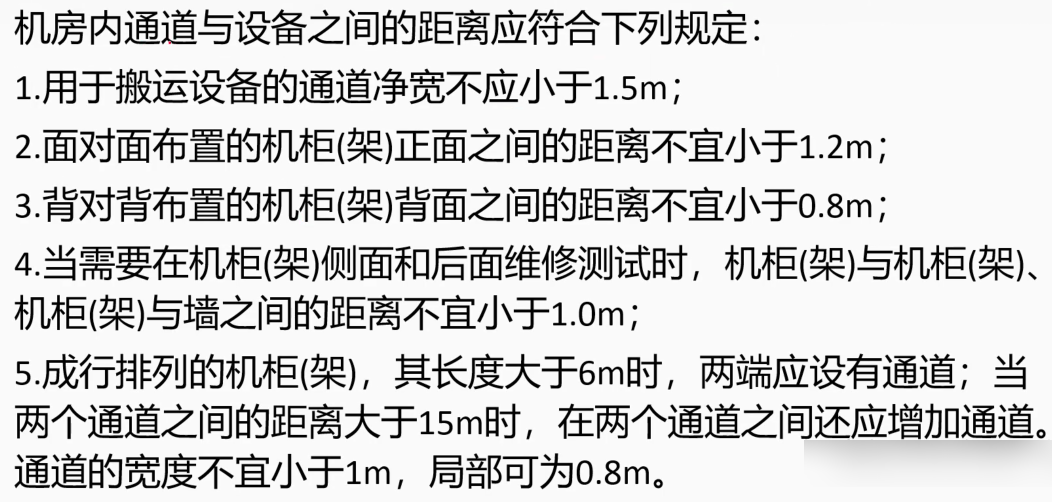 机房内通道与设备之间的距离应符合下列规定：
1.用于搬运设备的通道净宽不应小于1.5m；
2.面对面布置的机柜(架)正面之间的距离不宜小于1.2m；
3.背对背布置的机柜(架)背面之间的距离不宜小于0.8m；
4.当需要在机柜(架)侧面和后面维修测试时，机柜(架)与机柜(架)、
机柜(架)与墙之间的距离不宜小于1.0m；
5.成行排列的机柜(架)，其长度大于6m时，两端应设有通道；当
两个通道之间的距离大于15m时，在两个通道之间还应增加通道。
通道的宽度不宜小于1m，局部可为0.8m。